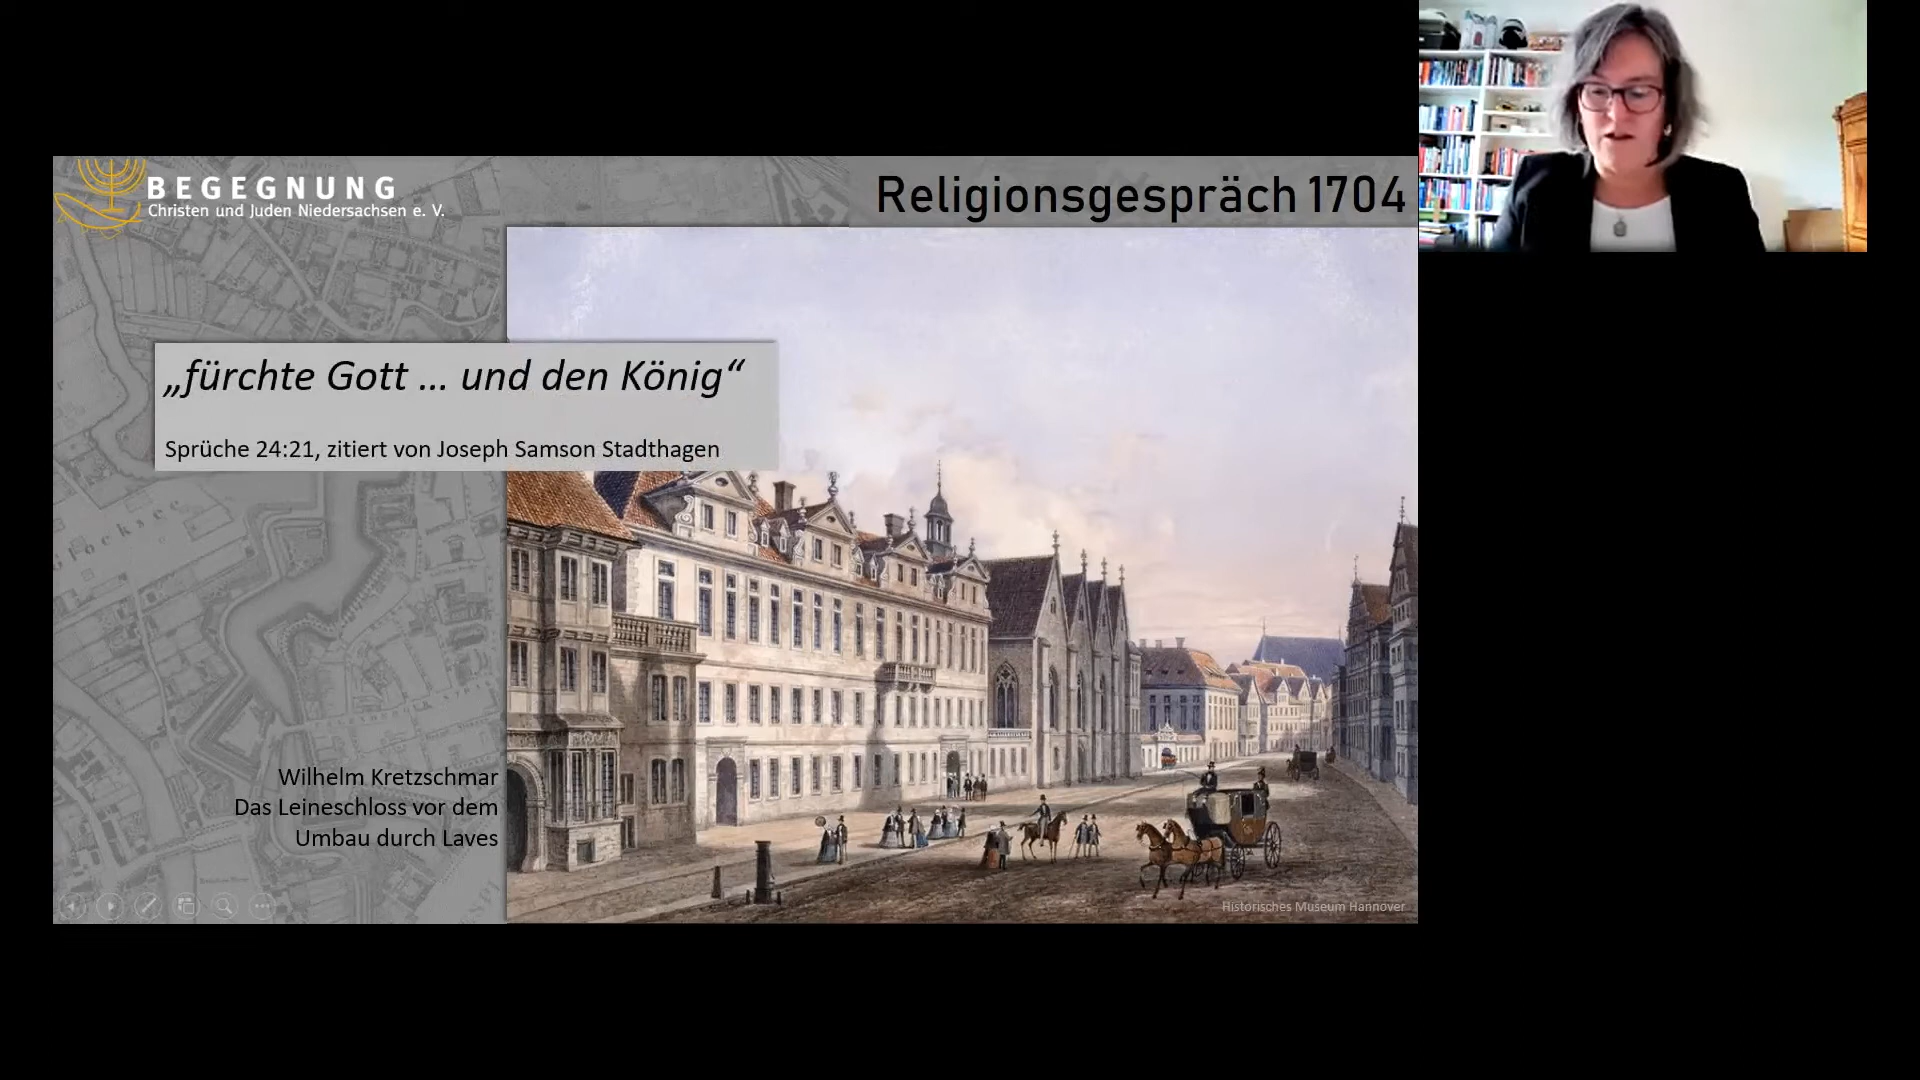 BEGEGNUNG
Christen und Juden Niedersachsen e. V.
Religionsgespräch 1704
„fürchte Gott ... und den König“
Sprüche 24:21, zitiert von Joseph Samson Stadthagen
Wilhelm Kretzschmar
Das Leineschloss vor dem
Umbau durch Laves
Historisches Museum Hannover